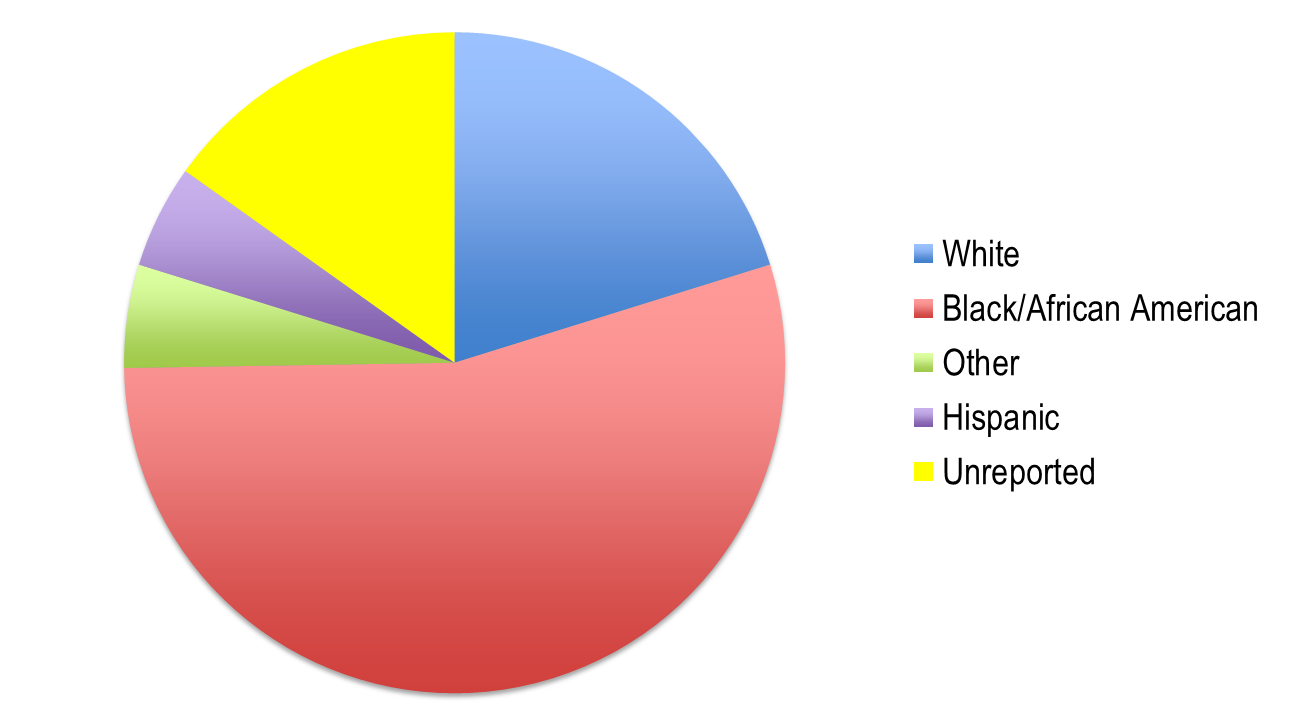 White
Black/African American
Other
Hispanic
Unreported